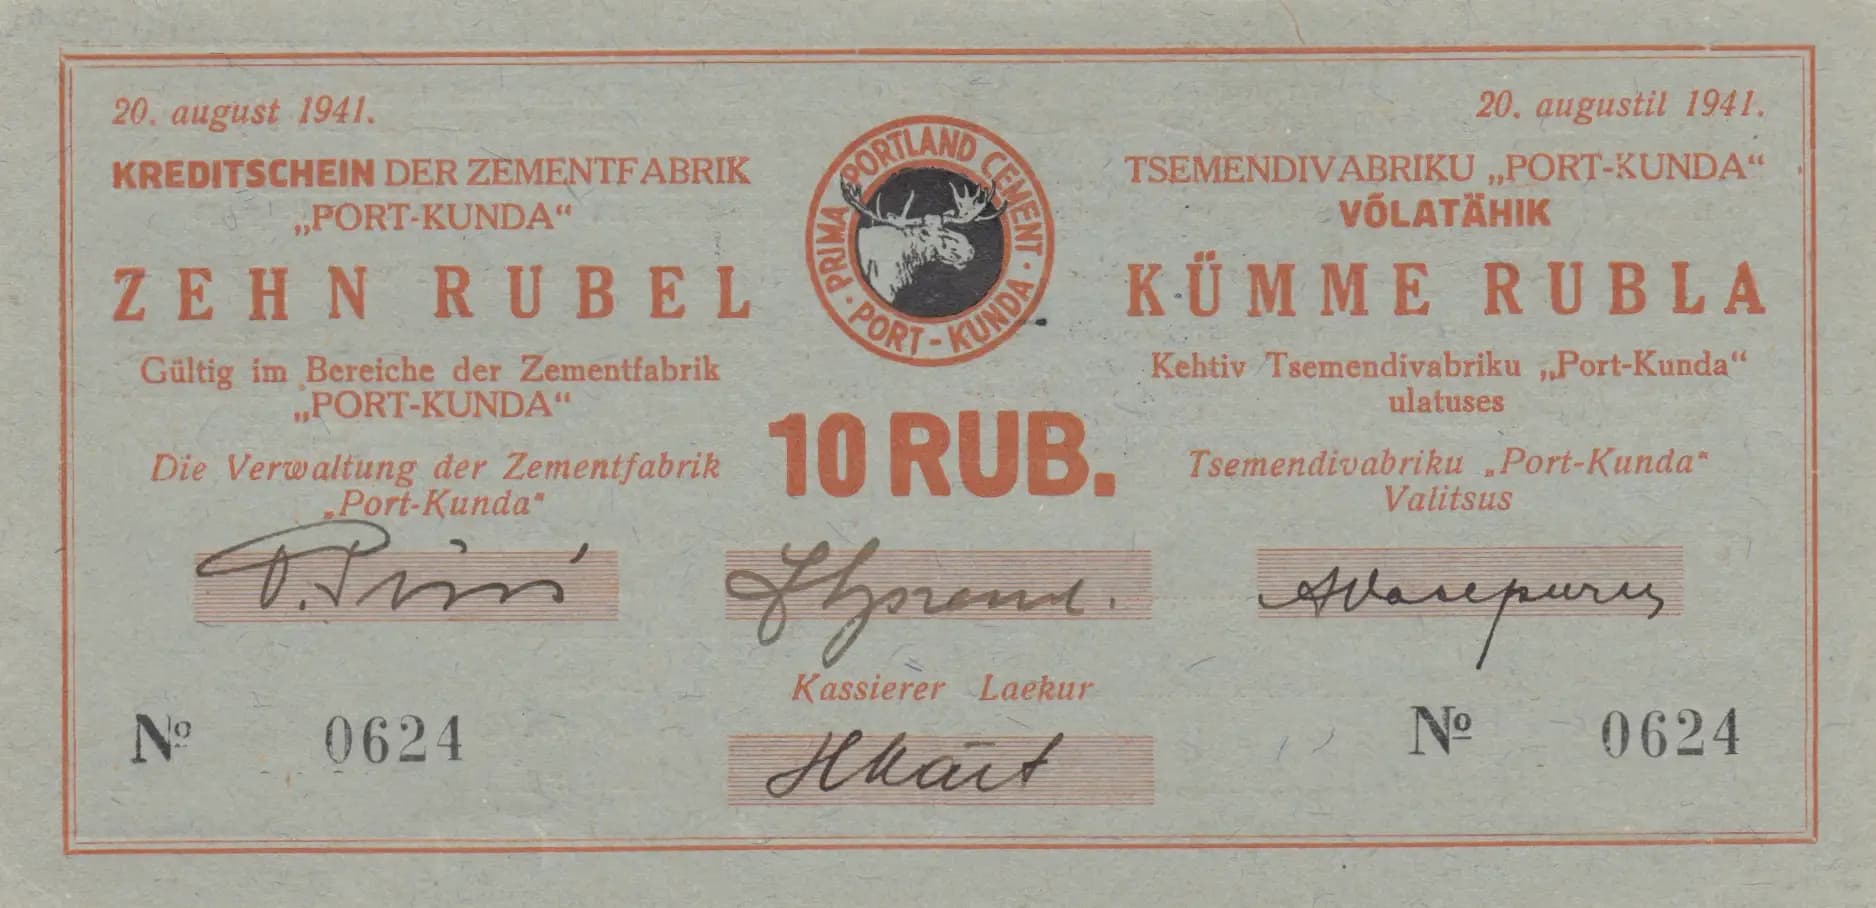 20. august 1941.
KREDITSCHEIN DER ZEMENTFABRIK
„PORT-KUNDA“
ZEHN RUBEL
Gültig im Bereiche der Zementfabrik
„PORT-KUNDA“
Die Verwaltung der Zementfabrik
„Port-Kunda“
PRIMA PORTLAND CEMENT · PORT-KUNDA ·
10 RUB.
20. augustil 1941.
TSEMENDIVABRIKU „PORT-KUNDA“
VÕLATÄHIK
KÜMME RUBLA
Kehtiv Tsemendivabriku „Port-Kunda“
ulatuses
Tsemendivabriku „Port-Kunda“
Valitsus
Kassierer Laekur
№ 0624
№ 0624